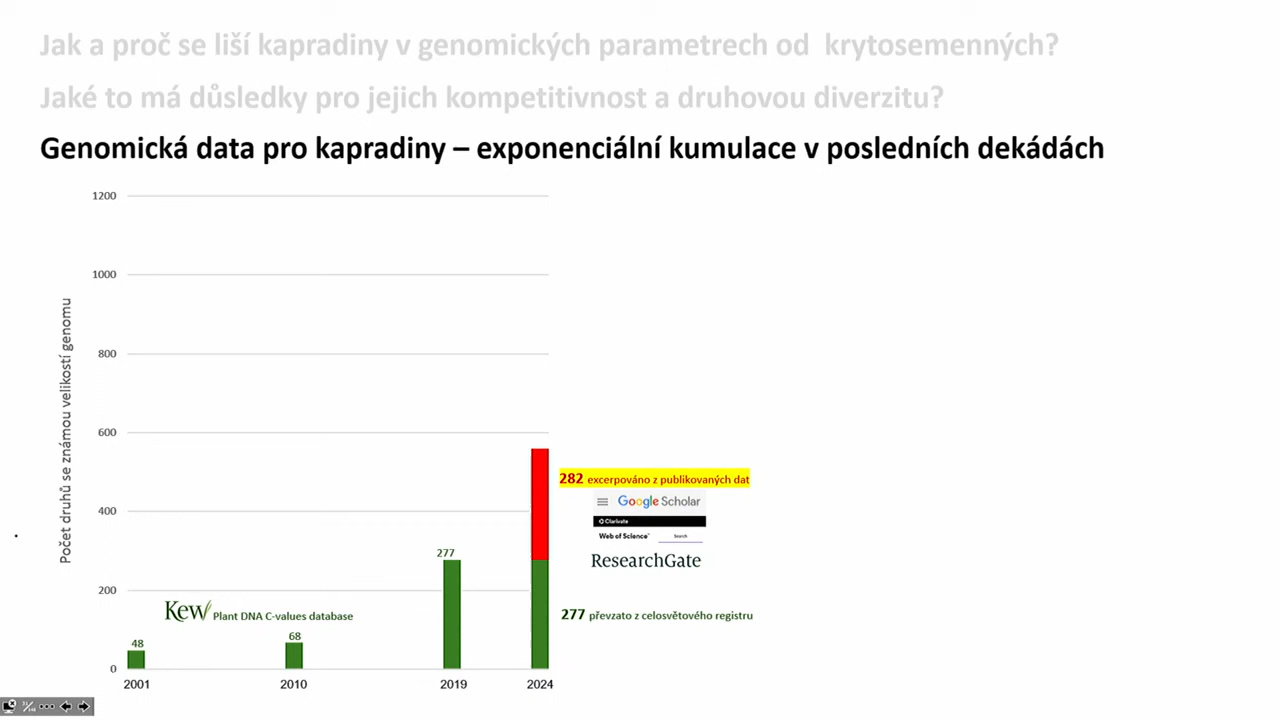 Jak a proč se liší kapradiny v genomických parametrech od krytosemenných?
Jaké to má důsledky pro jejich kompetitivnost a druhovou diverzitu?
Genomická data pro kapradiny – exponenciální kumulace v posledních dekádách
1200
1000
800
600
400
200
0
Počet druhů se známou velikostí genomu
48
Kew Plant DNA C-values database
68
277
282 excerpováno z publikovaných dat
Google Scholar
Clarivate
Web of Science™ Search
ResearchGate
277 převzato z celosvětového registru
2001 2010 2019 2024